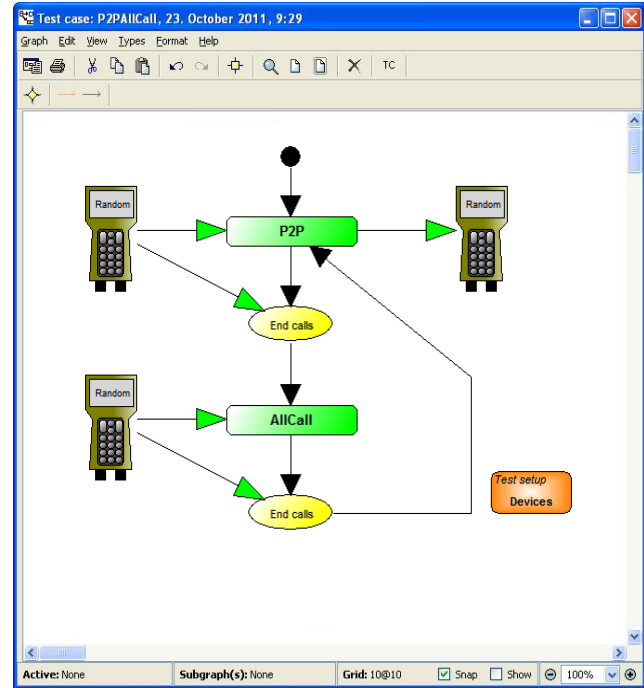 Test case: P2PAllCall, 23. October 2011, 9:29
Graph Edit View Types Format Help
TC
Random
Random
P2P
End calls
Random
AllCall
Test setup
Devices
End calls
Active: None Subgraph(s): None Grid: 10@10 Snap Show 100%